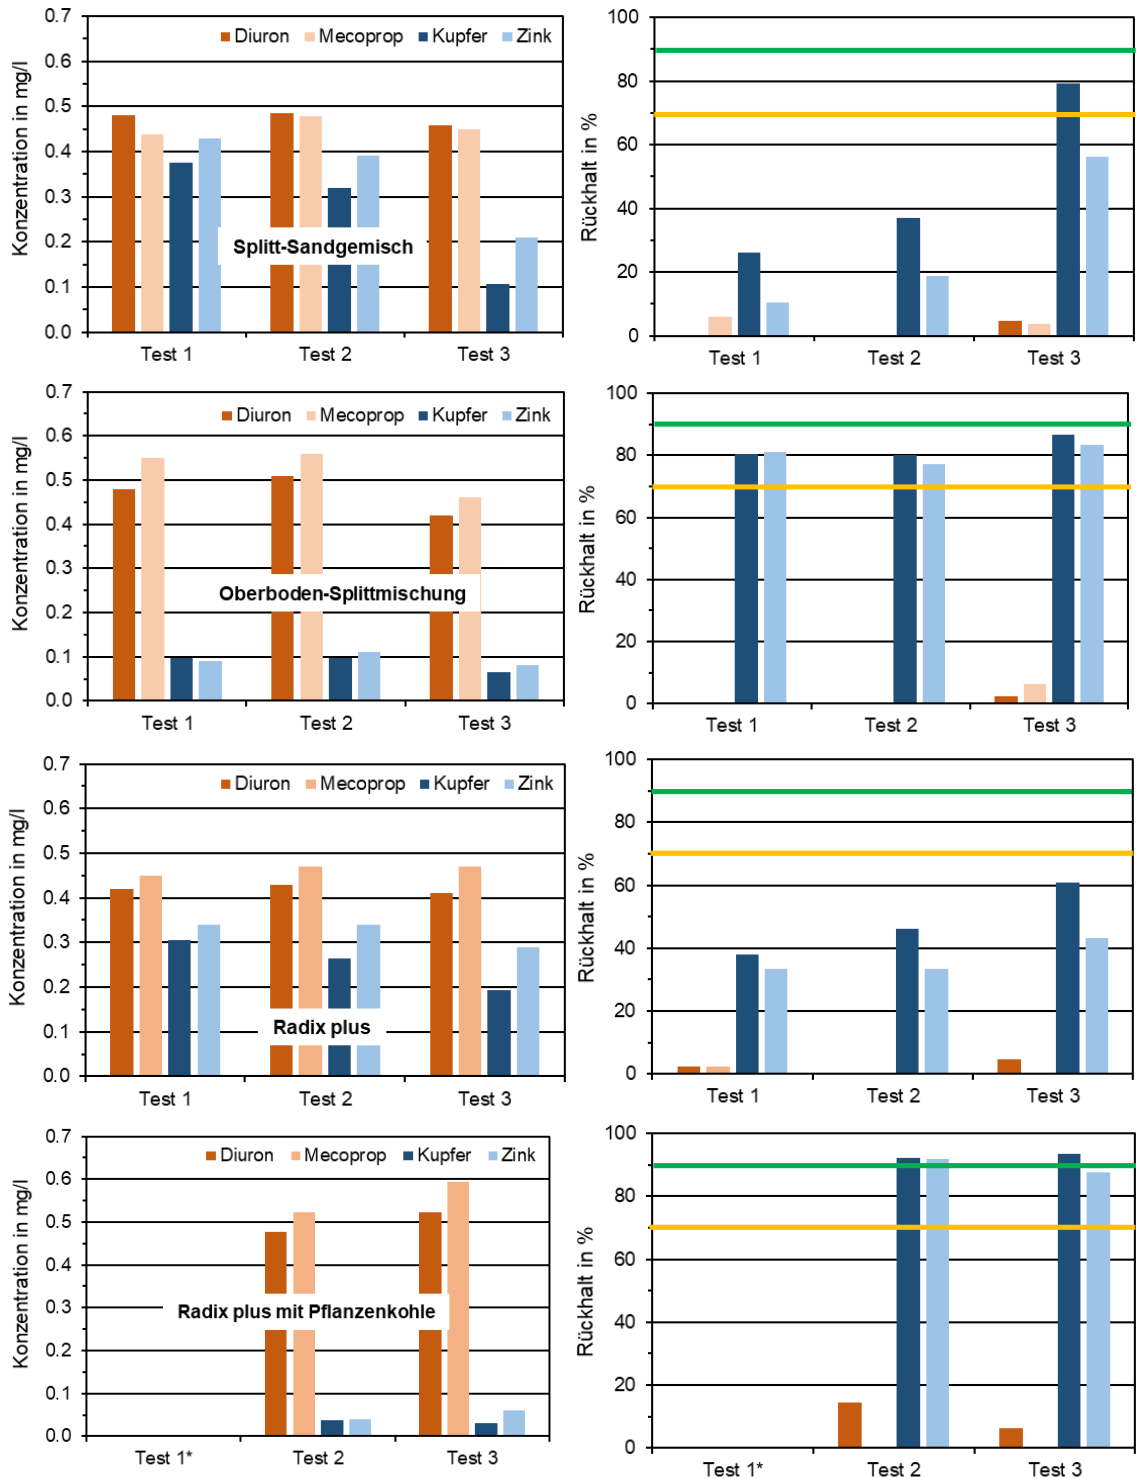 Konzentration in mg/l
0.7
0.6
0.5
0.4
0.3
0.2
0.1
0.0
Diuron Mecoprop Kupfer Zink
Splitt-Sandgemisch
Test 1 Test 2 Test 3
Rückhalt in %
100
80
60
40
20
0
Test 1 Test 2 Test 3
Konzentration in mg/l
0.7
0.6
0.5
0.4
0.3
0.2
0.1
0.0
Diuron Mecoprop Kupfer Zink
Oberboden-Splittmischung
Test 1 Test 2 Test 3
Rückhalt in %
100
80
60
40
20
0
Test 1 Test 2 Test 3
Konzentration in mg/l
0.7
0.6
0.5
0.4
0.3
0.2
0.1
0.0
Diuron Mecoprop Kupfer Zink
Radix plus
Test 1 Test 2 Test 3
Rückhalt in %
100
80
60
40
20
0
Test 1 Test 2 Test 3
Konzentration in mg/l
0.7
0.6
0.5
0.4
0.3
0.2
0.1
0.0
Diuron Mecoprop Kupfer Zink
Radix plus mit Pflanzenkohle
Test 1* Test 2 Test 3
Rückhalt in %
100
80
60
40
20
0
Test 1* Test 2 Test 3